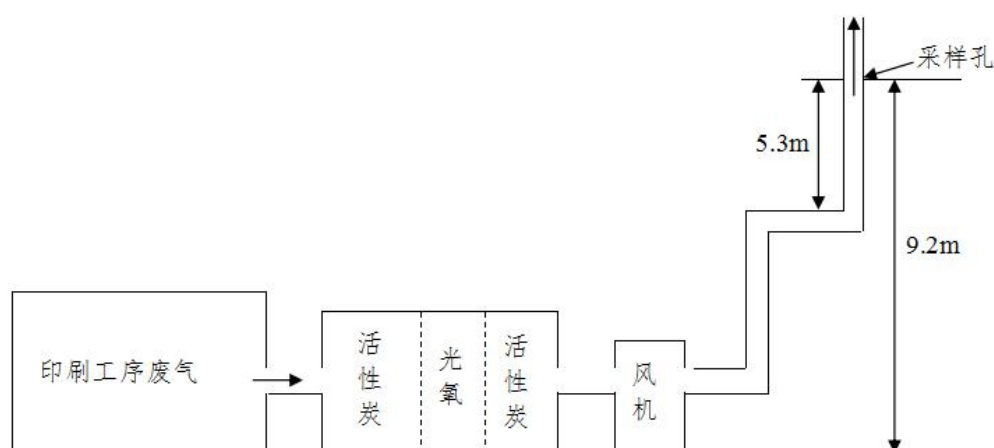 采样孔
5.3m
9.2m
印刷工序废气
活性炭
光氧
活性炭
风机